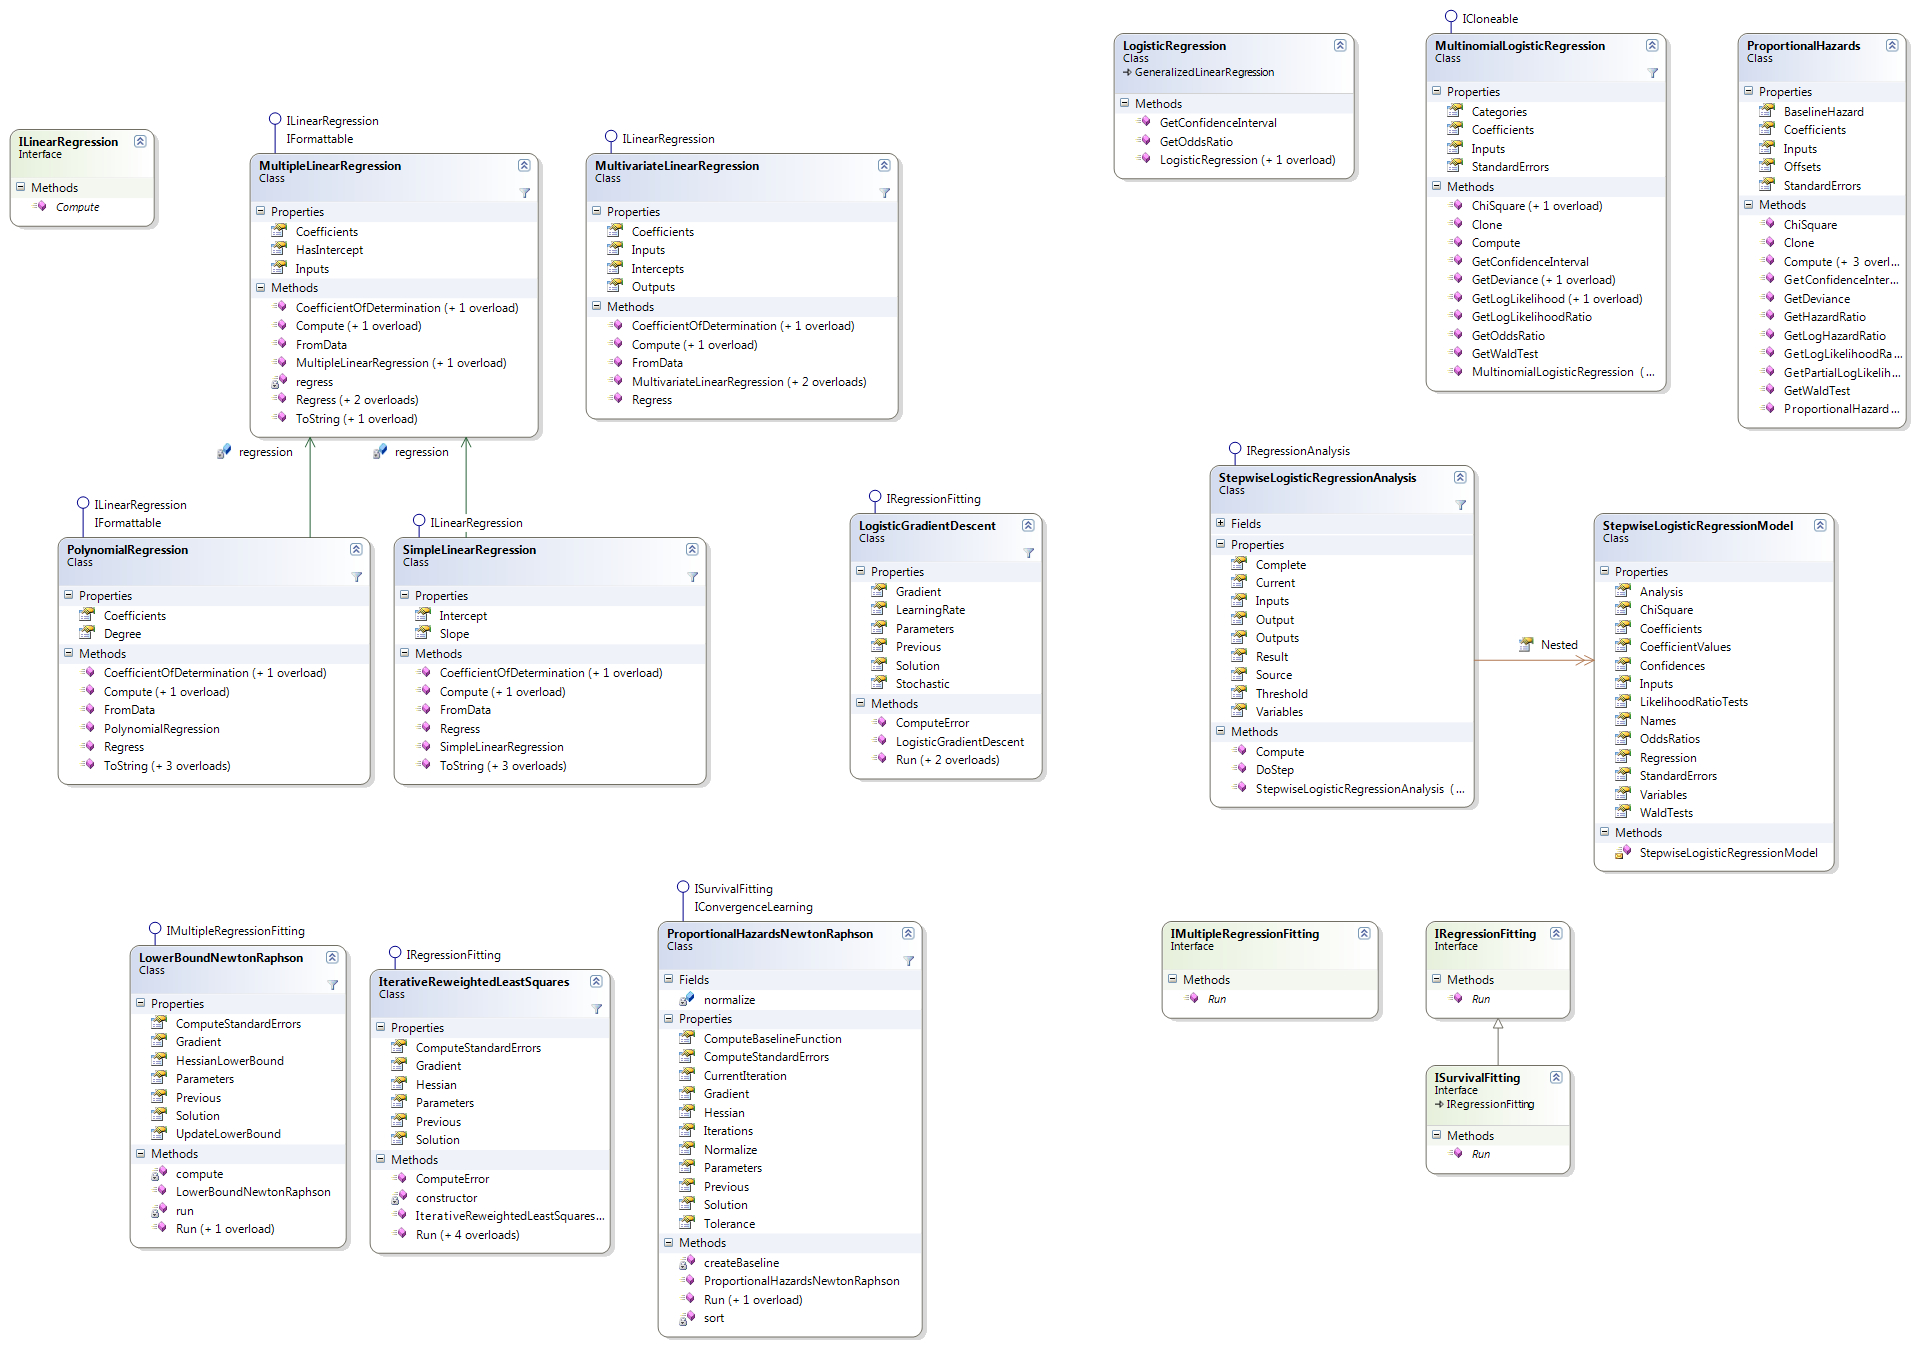 ILinearRegression
Interface
Methods
Compute
ILinearRegression
IFormattable
MultipleLinearRegression
Class
Properties
Coefficients
HasIntercept
Inputs
Methods
CoefficientOfDetermination (+ 1 overload)
Compute (+ 1 overload)
FromData
MultipleLinearRegression (+ 1 overload)
regress
Regress (+ 2 overloads)
ToString (+ 1 overload)
ILinearRegression
MultivariateLinearRegression
Class
Properties
Coefficients
Inputs
Intercepts
Outputs
Methods
CoefficientOfDetermination (+ 1 overload)
Compute (+ 1 overload)
FromData
MultivariateLinearRegression (+ 2 overloads)
Regress
LogisticRegression
Class
GeneralizedLinearRegression
Methods
GetConfidenceInterval
GetOddsRatio
LogisticRegression (+ 1 overload)
ICloneable
MultinomialLogisticRegression
Class
Properties
Categories
Coefficients
Inputs
StandardErrors
Methods
ChiSquare (+ 1 overload)
Clone
Compute
GetConfidenceInterval
GetDeviance (+ 1 overload)
GetLogLikelihood (+ 1 overload)
GetLogLikelihoodRatio
GetOddsRatio
GetWaldTest
MultinomialLogisticRegression (...
ProportionalHazards
Class
Properties
BaselineHazard
Coefficients
Inputs
Offsets
StandardErrors
Methods
ChiSquare
Clone
Compute (+ 3 overl...
GetConfidenceInter...
GetDeviance
GetHazardRatio
GetLogHazardRatio
GetLogLikelihoodRa...
GetPartialLogLikelih...
GetWaldTest
ProportionalHazard...
regression
regression
ILinearRegression
IFormattable
PolynomialRegression
Class
Properties
Coefficients
Degree
Methods
CoefficientOfDetermination (+ 1 overload)
Compute (+ 1 overload)
FromData
PolynomialRegression
Regress
ToString (+ 3 overloads)
ILinearRegression
SimpleLinearRegression
Class
Properties
Intercept
Slope
Methods
CoefficientOfDetermination (+ 1 overload)
Compute (+ 1 overload)
FromData
Regress
SimpleLinearRegression
ToString (+ 3 overloads)
IRegressionFitting
LogisticGradientDescent
Class
Properties
Gradient
LearningRate
Parameters
Previous
Solution
Stochastic
Methods
ComputeError
LogisticGradientDescent
Run (+ 2 overloads)
IRegressionAnalysis
StepwiseLogisticRegressionAnalysis
Class
Fields
Properties
Complete
Current
Inputs
Output
Outputs
Result
Source
Threshold
Variables
Methods
Compute
DoStep
StepwiseLogisticRegressionAnalysis (...
Nested
StepwiseLogisticRegressionModel
Class
Properties
Analysis
ChiSquare
Coefficients
CoefficientValues
Confidences
Inputs
LikelihoodRatioTests
Names
OddsRatios
Regression
StandardErrors
Variables
WaldTests
Methods
StepwiseLogisticRegressionModel
IMultipleRegressionFitting
LowerBoundNewtonRaphson
Class
Properties
ComputeStandardErrors
Gradient
HessianLowerBound
Parameters
Previous
Solution
UpdateLowerBound
Methods
compute
LowerBoundNewtonRaphson
run
Run (+ 1 overload)
IRegressionFitting
IterativeReweightedLeastSquares
Class
Properties
ComputeStandardErrors
Gradient
Hessian
Parameters
Previous
Solution
Methods
ComputeError
constructor
IterativeReweightedLeastSquares...
Run (+ 4 overloads)
ISurvivalFitting
IConvergenceLearning
ProportionalHazardsNewtonRaphson
Class
Fields
normalize
Properties
ComputeBaselineFunction
ComputeStandardErrors
CurrentIteration
Gradient
Hessian
Iterations
Normalize
Parameters
Previous
Solution
Tolerance
Methods
createBaseline
ProportionalHazardsNewtonRaphson
Run (+ 1 overload)
sort
IMultipleRegressionFitting
Interface
Methods
Run
IRegressionFitting
Interface
Methods
Run
ISurvivalFitting
Interface
IRegressionFitting
Methods
Run